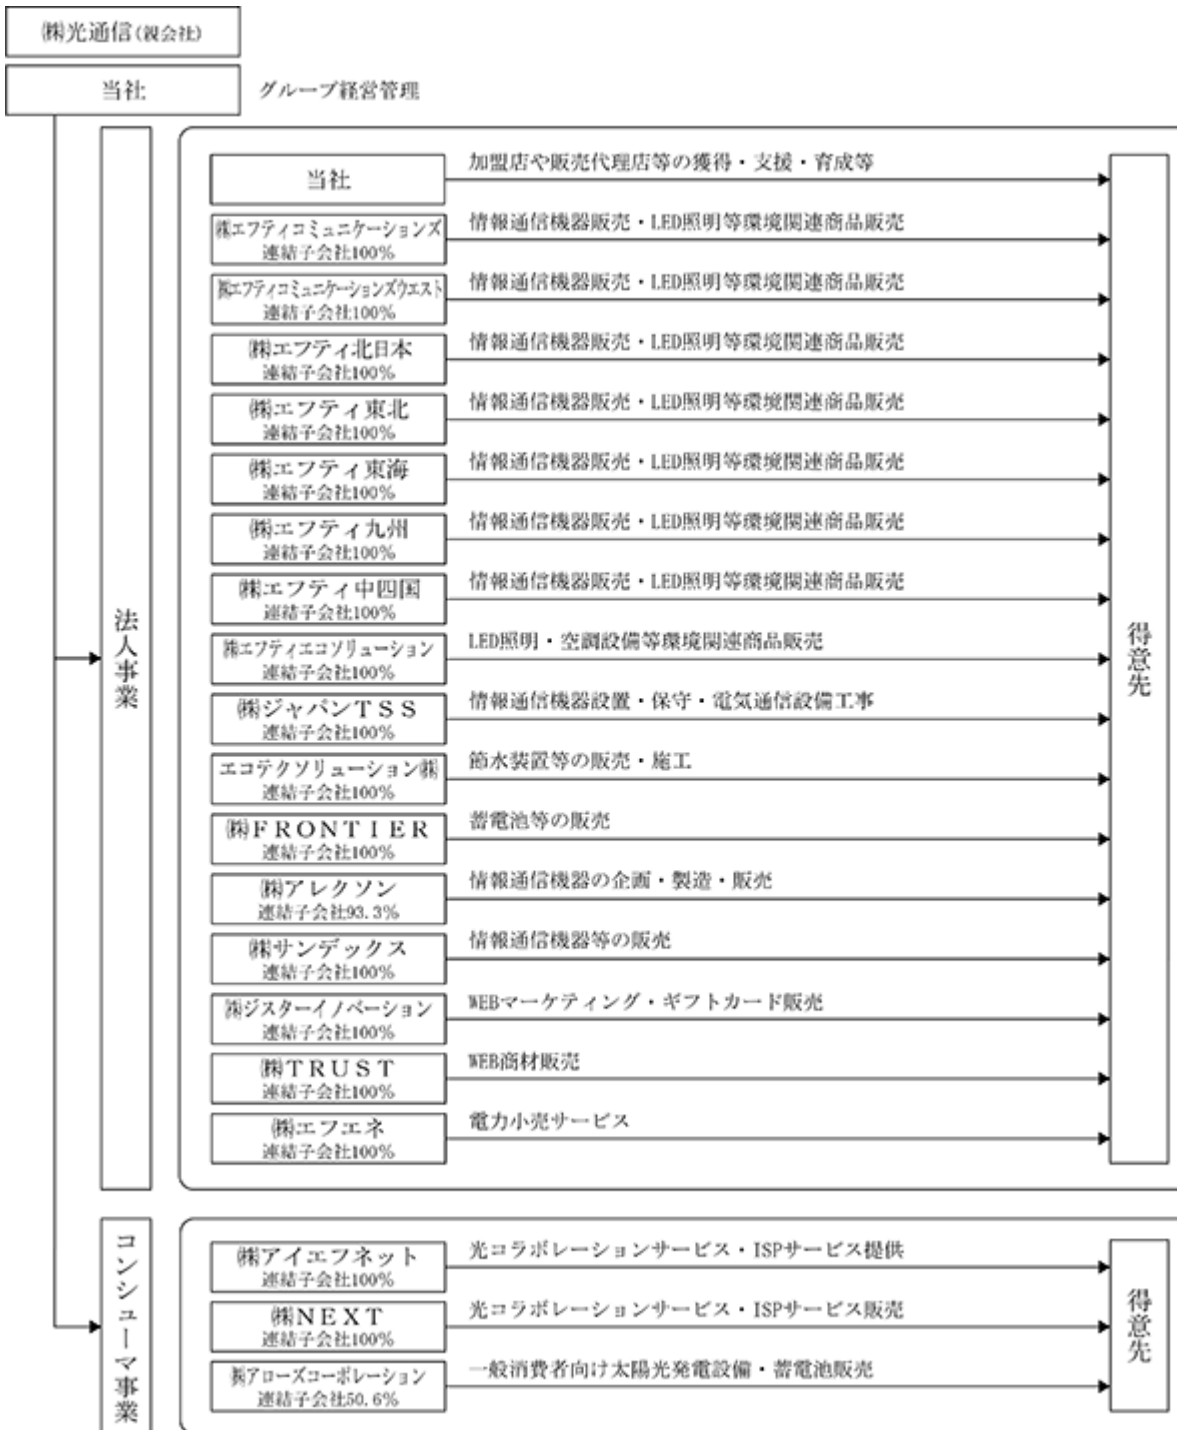 ㈱光通信(親会社)
当社
グループ経営管理
法人事業
当社
加盟店や販売代理店等の獲得・支援・育成等
㈱エフティコミュニケーションズ
連結子会社100%
情報通信機器販売・LED照明等環境関連商品販売
㈱エフティコミュニケーションズウエスト
連結子会社100%
情報通信機器販売・LED照明等環境関連商品販売
㈱エフティ北日本
連結子会社100%
情報通信機器販売・LED照明等環境関連商品販売
㈱エフティ東北
連結子会社100%
情報通信機器販売・LED照明等環境関連商品販売
㈱エフティ東海
連結子会社100%
情報通信機器販売・LED照明等環境関連商品販売
㈱エフティ九州
連結子会社100%
情報通信機器販売・LED照明等環境関連商品販売
㈱エフティ中四国
連結子会社100%
情報通信機器販売・LED照明等環境関連商品販売
㈱エフティエコソリューション
連結子会社100%
LED照明・空調設備等環境関連商品販売
㈱ジャパンTSS
連結子会社100%
情報通信機器設置・保守・電気通信設備工事
エコテクソリューション㈱
連結子会社100%
節水装置等の販売・施工
㈱FRONTIER
連結子会社100%
蓄電池等の販売
㈱アレクソン
連結子会社93.3%
情報通信機器の企画・製造・販売
㈱サンデックス
連結子会社100%
情報通信機器等の販売
㈱ジスターイノベーション
連結子会社100%
WEBマーケティング・ギフトカード販売
㈱TRUST
連結子会社100%
WEB商材販売
㈱エフエネ
連結子会社100%
電力小売サービス
得意先
コンシューマ事業
㈱アイエフネット
連結子会社100%
光コラボレーションサービス・ISPサービス提供
㈱NEXT
連結子会社100%
光コラボレーションサービス・ISPサービス販売
㈱アローズコーポレーション
連結子会社50.6%
一般消費者向け太陽光発電設備・蓄電池販売
得意先